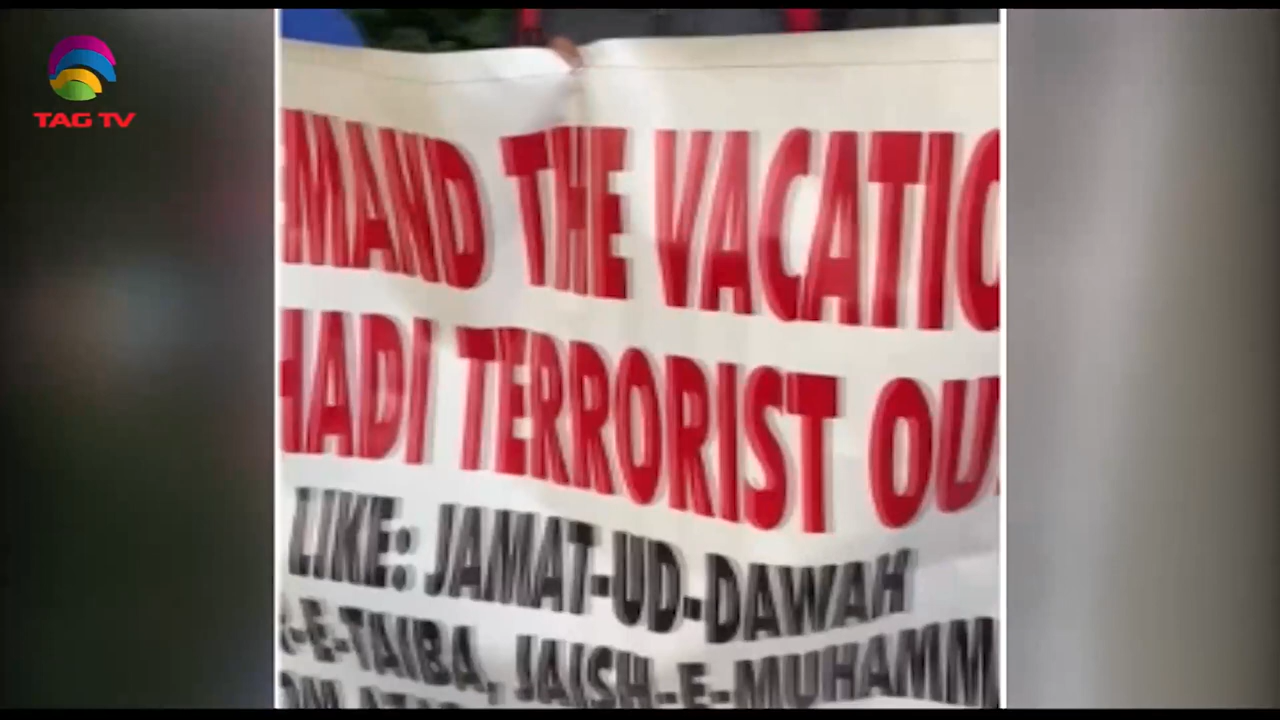 TAG TV
EMAND THE VACATIO
HADI TERRORIST OU
LIKE: JAMAT-UD-DAWAH
R-E-TAIBA, JAISH-E-MUHAMM